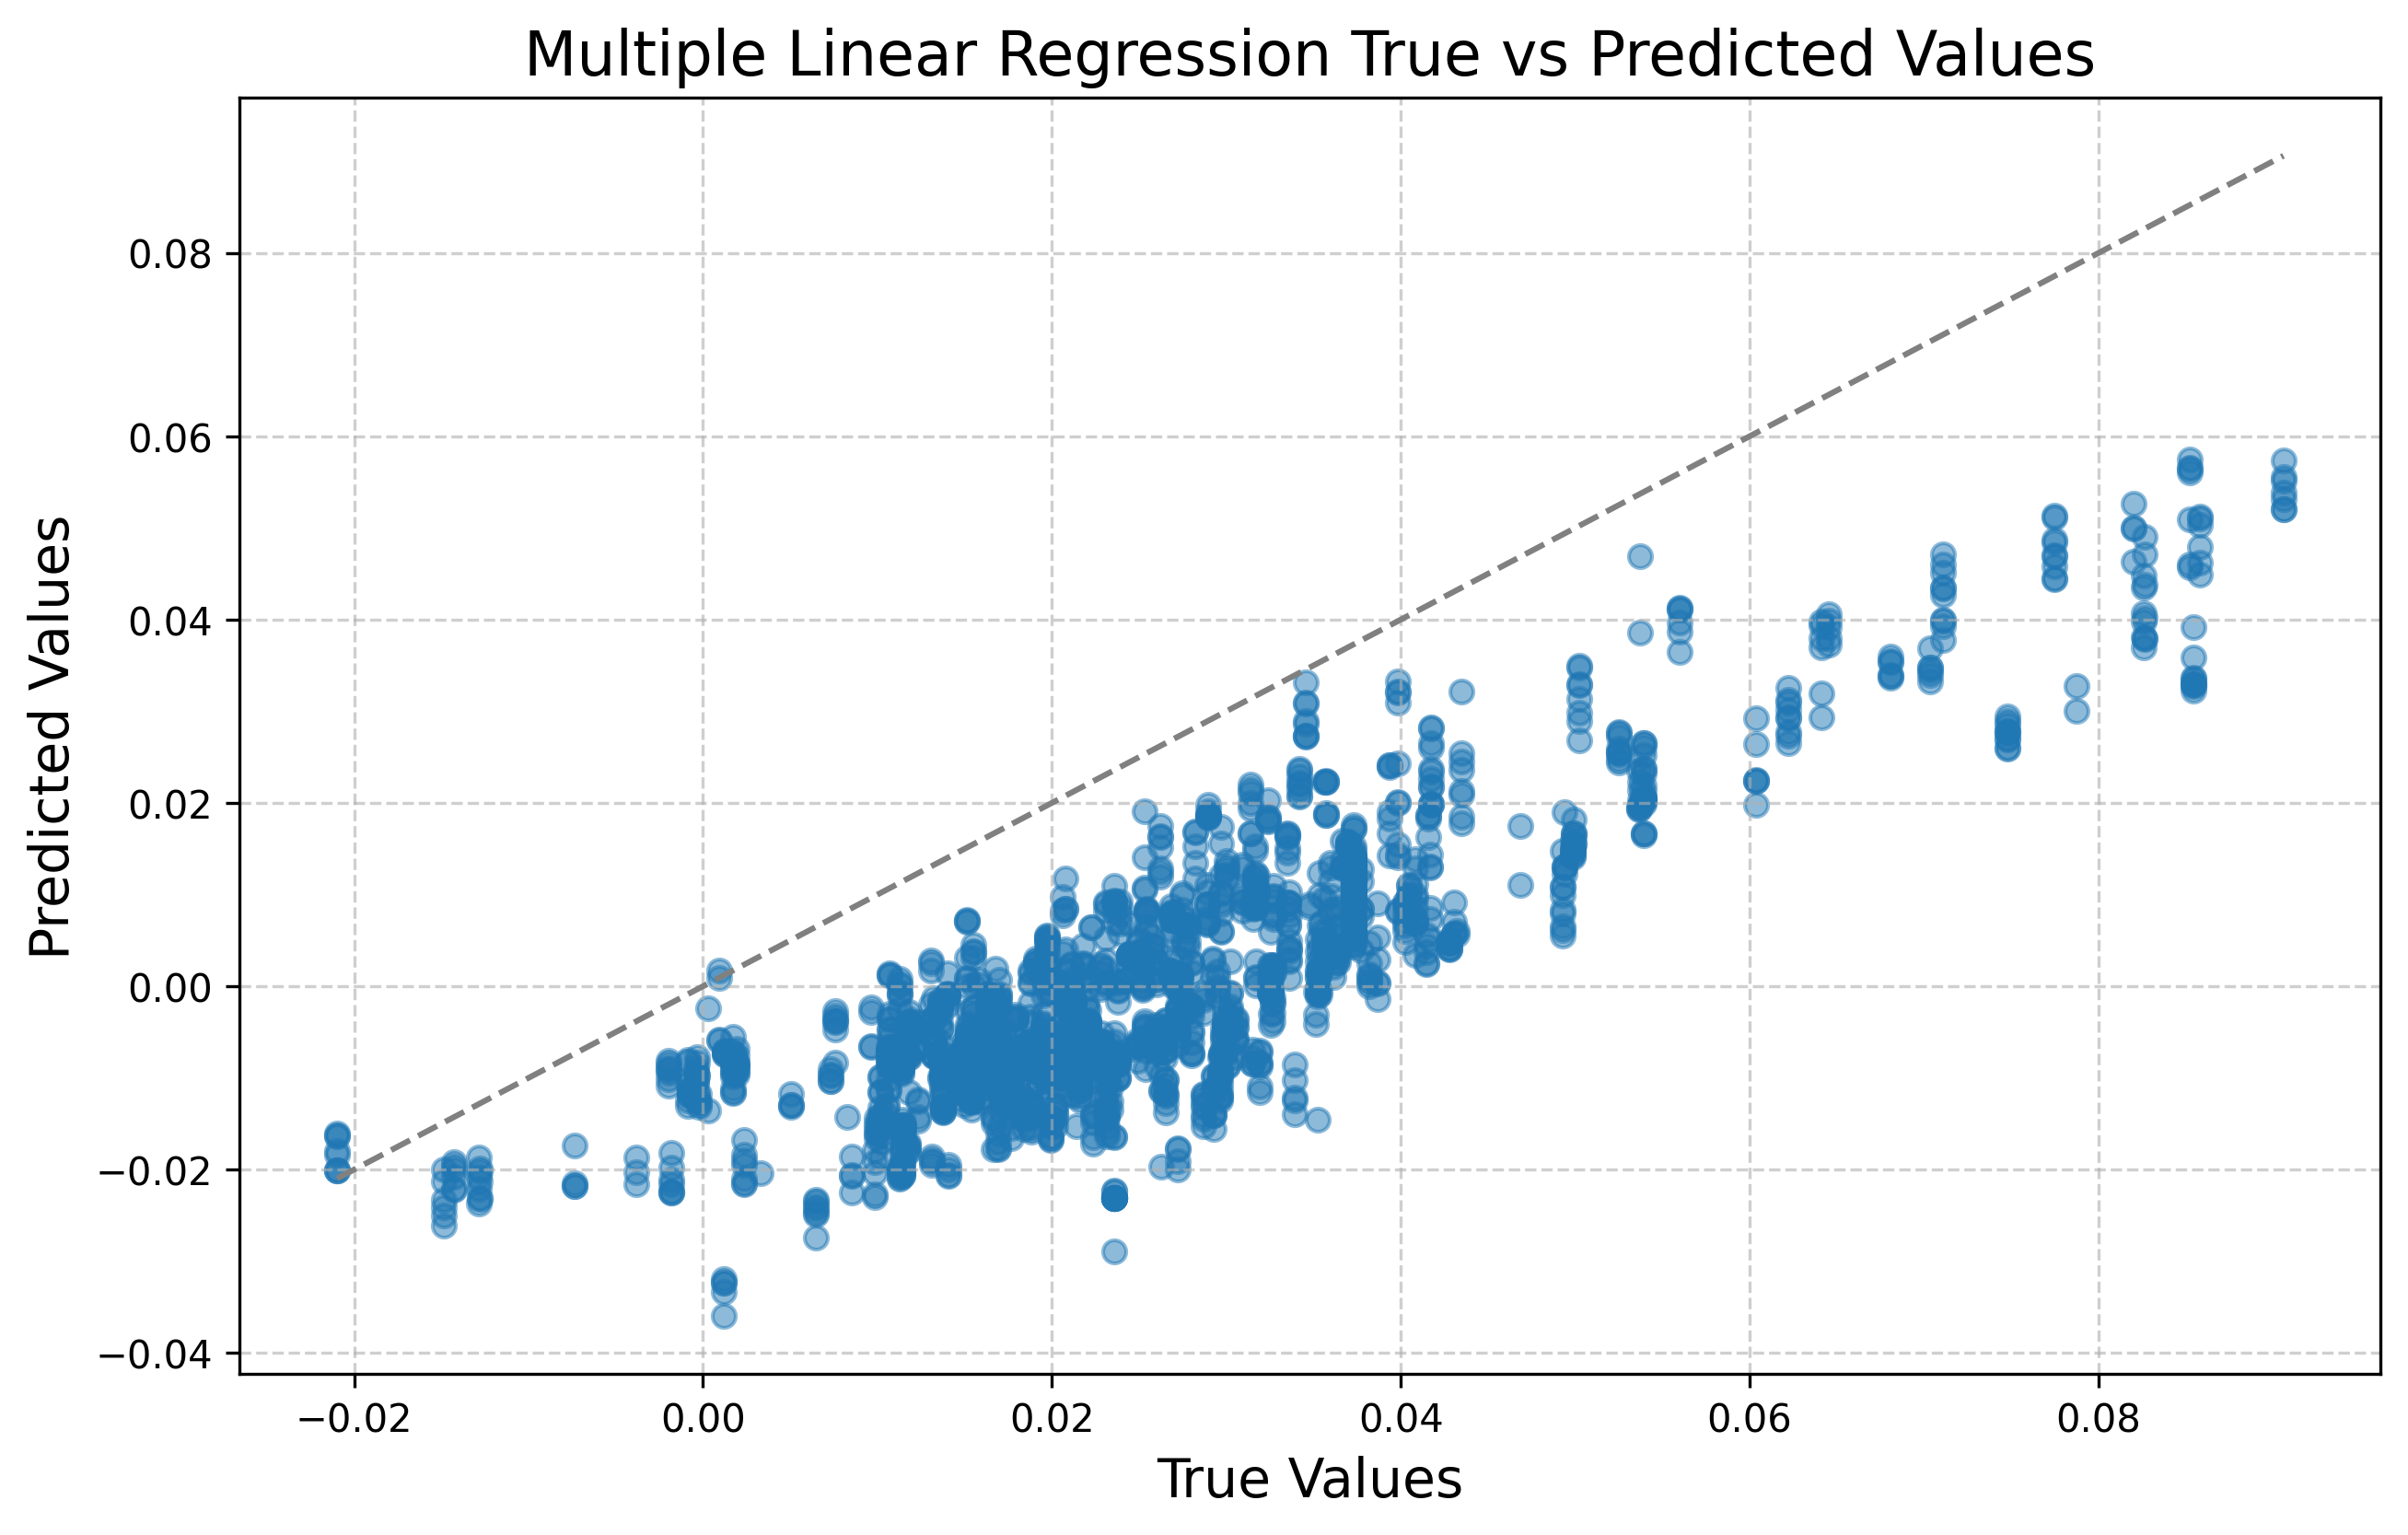 Multiple Linear Regression True vs Predicted Values
Predicted Values
0.08
0.06
0.04
0.02
0.00
−0.02
−0.04
−0.02 0.00 0.02 0.04 0.06 0.08
True Values